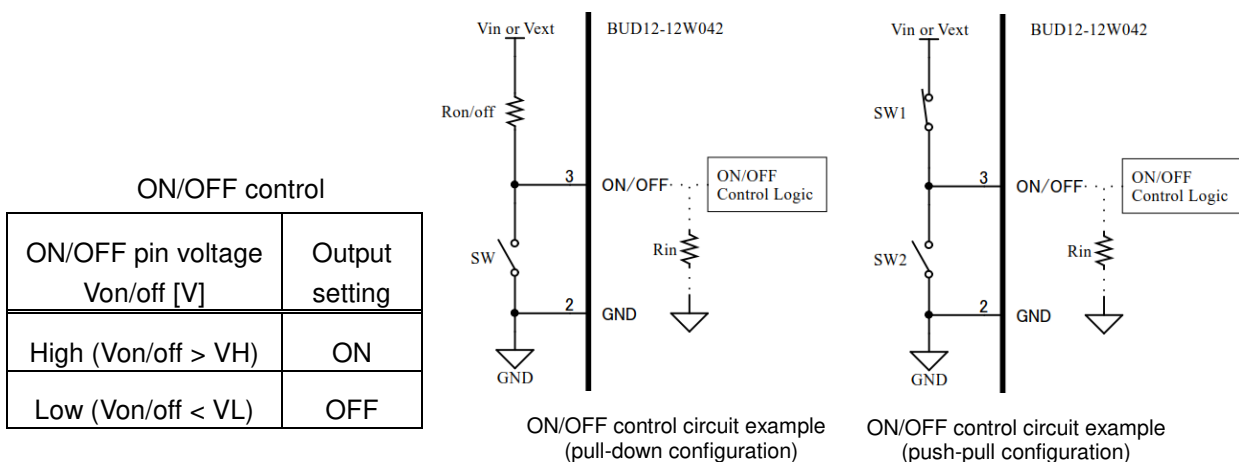 ON/OFF control
ON/OFF pin voltage
Von/off [V]
Output
setting
High (Von/off > VH)
ON
Low (Von/off < VL)
OFF
Vin or Vext
BUD12-12W042
Ron/off
3
ON/OFF
ON/OFF
Control Logic
SW
Rin
2
GND
GND
ON/OFF control circuit example
(pull-down configuration)
Vin or Vext
BUD12-12W042
SW1
3
ON/OFF
ON/OFF
Control Logic
SW2
Rin
2
GND
GND
ON/OFF control circuit example
(push-pull configuration)